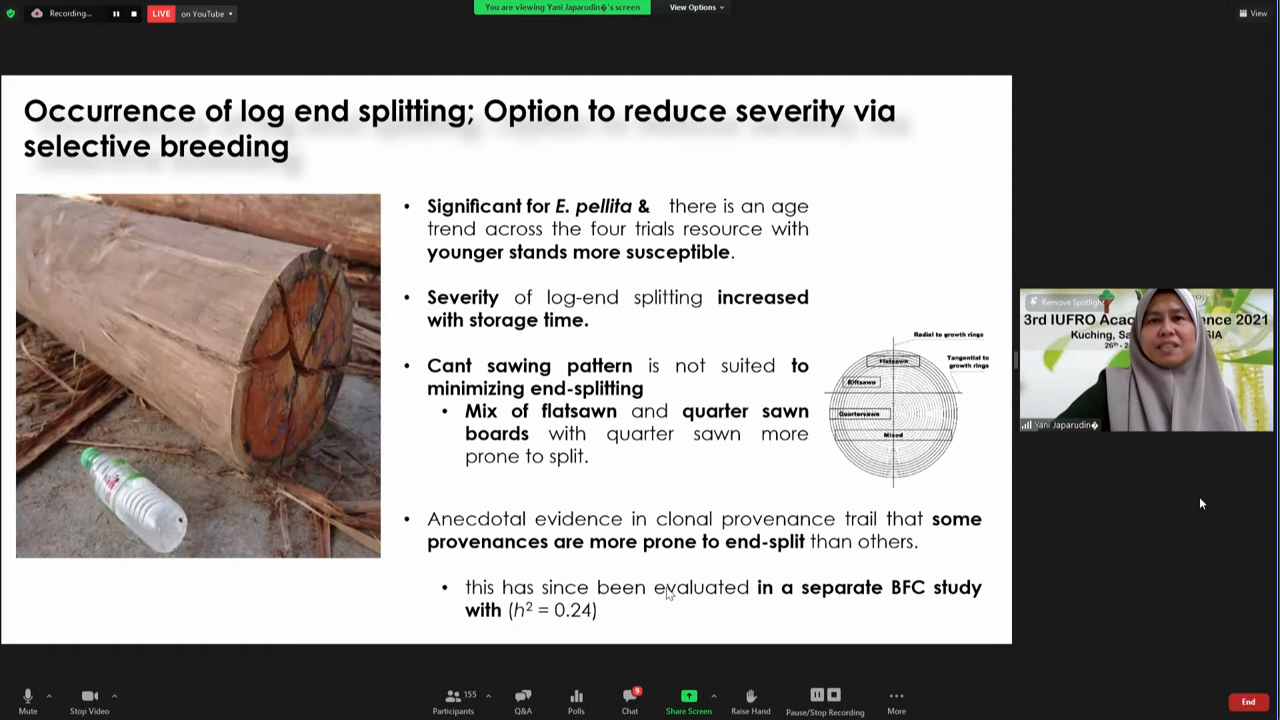 Recording...
LIVE on YouTube
You are viewing Yani Japarudin�'s screen
View Options
View
Occurrence of log end splitting; Option to reduce severity via
selective breeding
• Significant for E. pellita & there is an age
trend across the four trials resource with
younger stands more susceptible.
• Severity of log-end splitting increased
with storage time.
• Cant sawing pattern is not suited to
minimizing end-splitting
• Mix of flatsawn and quarter sawn
boards with quarter sawn more
prone to split.
Radial to growth rings
Tangential to
growth rings
Flatsawn
Riftsawn
Quartersawn
Mixed
• Anecdotal evidence in clonal provenance trail that some
provenances are more prone to end-split than others.
• this has since been evaluated in a separate BFC study
with (h² = 0.24)
Remove Spotlight
3rd IUFRO Aca nce 2021
Kuching, Sa IA
26th - 2
Yani Japarudin�
Mute
Stop Video
Participants 155
Q&A
Polls
Chat 9
Share Screen
Raise Hand
Pause/Stop Recording
More
End